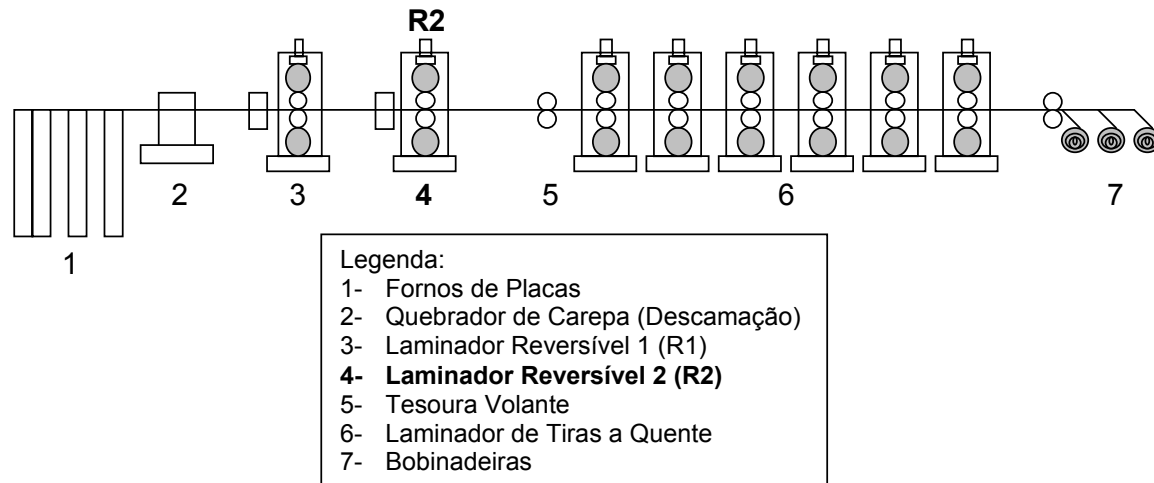 R2
2
3
4
5
6
7
1
Legenda:
1- Fornos de Placas
2- Quebrador de Carepa (Descamação)
3- Laminador Reversível 1 (R1)
4- Laminador Reversível 2 (R2)
5- Tesoura Volante
6- Laminador de Tiras a Quente
7- Bobinadeiras